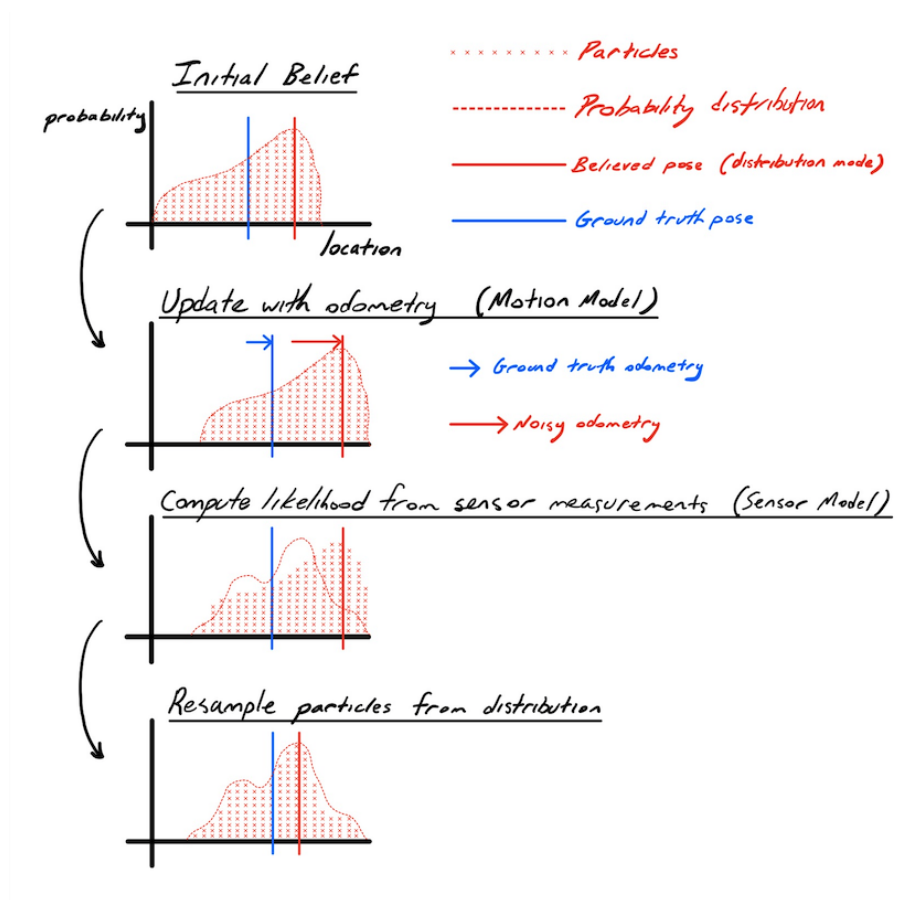 Initial Belief
probability
location
Particles
Probability distribution
Believed pose (distribution mode)
Ground truth pose
Update with odometry (Motion Model)
Ground truth odometry
Noisy odometry
Compute likelihood from sensor measurements (Sensor Model)
Resample particles from distribution